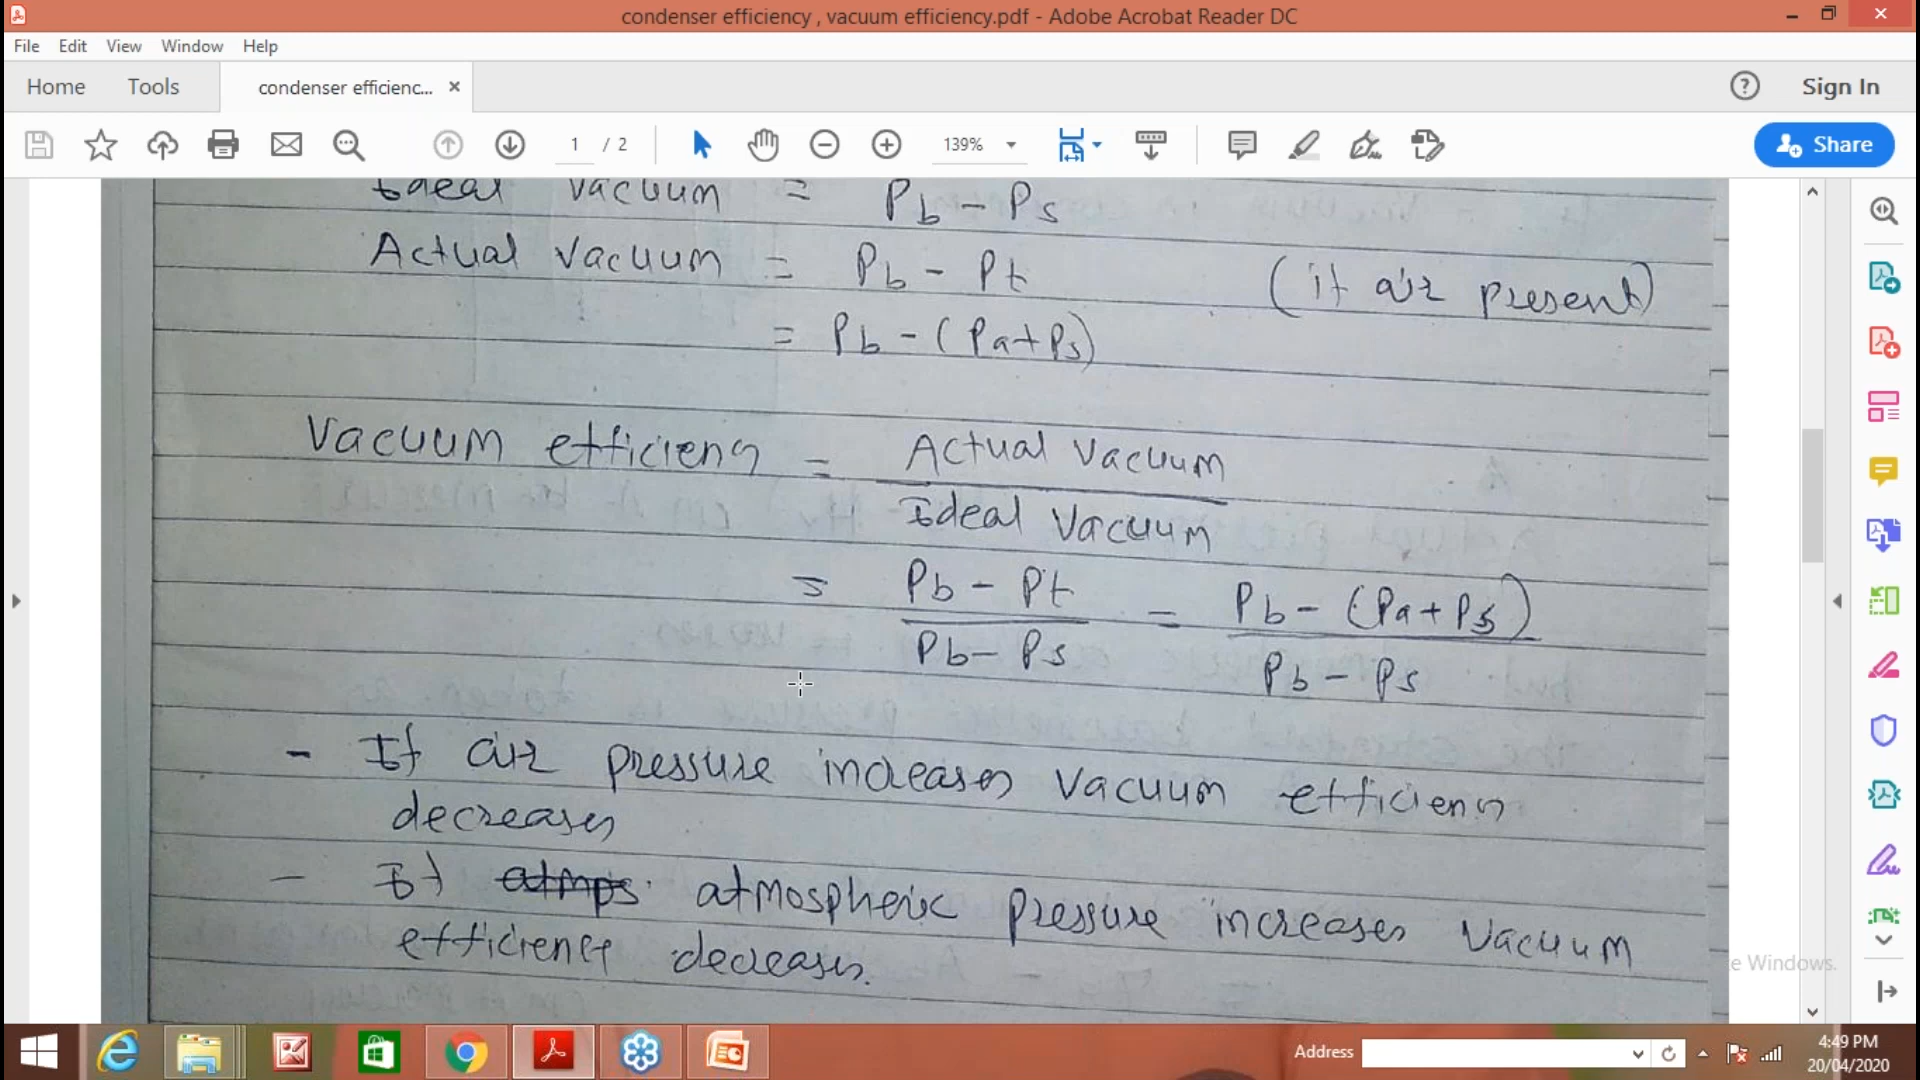 condenser efficiency , vacuum efficiency.pdf - Adobe Acrobat Reader DC
File Edit View Window Help
Home Tools condenser efficienc... × Sign In
1 / 2 139% Share
Ideal Vacuum = Pb - Ps
Actual Vacuum = Pb - Pt (if air present)
= Pb - (Pa+Ps)
Vacuum efficiency = Actual Vacuum
Ideal Vacuum
= Pb - Pt = Pb - (Pa+Ps)
Pb - Ps Pb - Ps
- If air pressure increases Vacuum efficiency
decreases
- If atmps. atmospheric pressure increases Vacuum
efficiency decreases.
e Windows.
Address
4:49 PM
20/04/2020